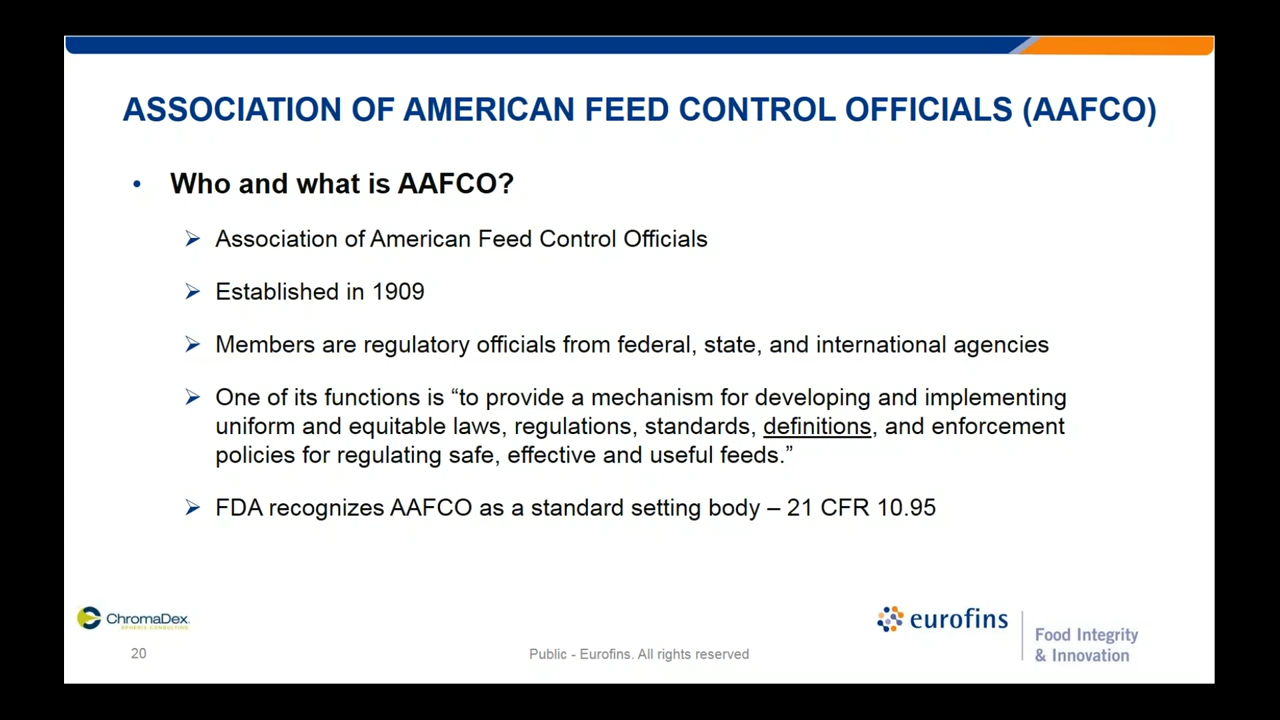 ASSOCIATION OF AMERICAN FEED CONTROL OFFICIALS (AAFCO)
• Who and what is AAFCO?
➢ Association of American Feed Control Officials
➢ Established in 1909
➢ Members are regulatory officials from federal, state, and international agencies
➢ One of its functions is “to provide a mechanism for developing and implementing
uniform and equitable laws, regulations, standards, definitions, and enforcement
policies for regulating safe, effective and useful feeds.”
➢ FDA recognizes AAFCO as a standard setting body – 21 CFR 10.95
ChromaDex
eurofins
Food Integrity
& Innovation
20
Public - Eurofins. All rights reserved